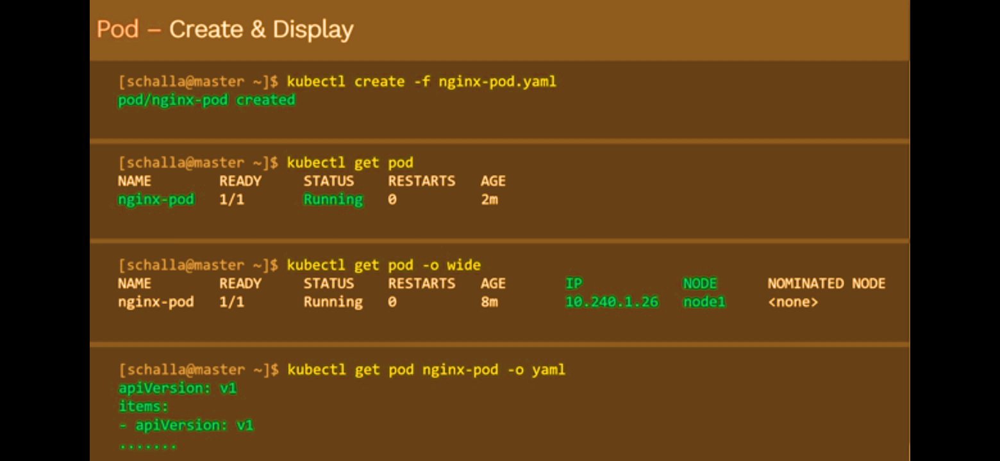 Pod – Create & Display
[schalla@master ~]$ kubectl create -f nginx-pod.yaml
pod/nginx-pod created
[schalla@master ~]$ kubectl get pod
NAME READY STATUS RESTARTS AGE
nginx-pod 1/1 Running 0 2m
[schalla@master ~]$ kubectl get pod -o wide
NAME READY STATUS RESTARTS AGE IP NODE NOMINATED NODE
nginx-pod 1/1 Running 0 8m 10.240.1.26 node1 <none>
[schalla@master ~]$ kubectl get pod nginx-pod -o yaml
apiVersion: v1
items:
- apiVersion: v1
.......